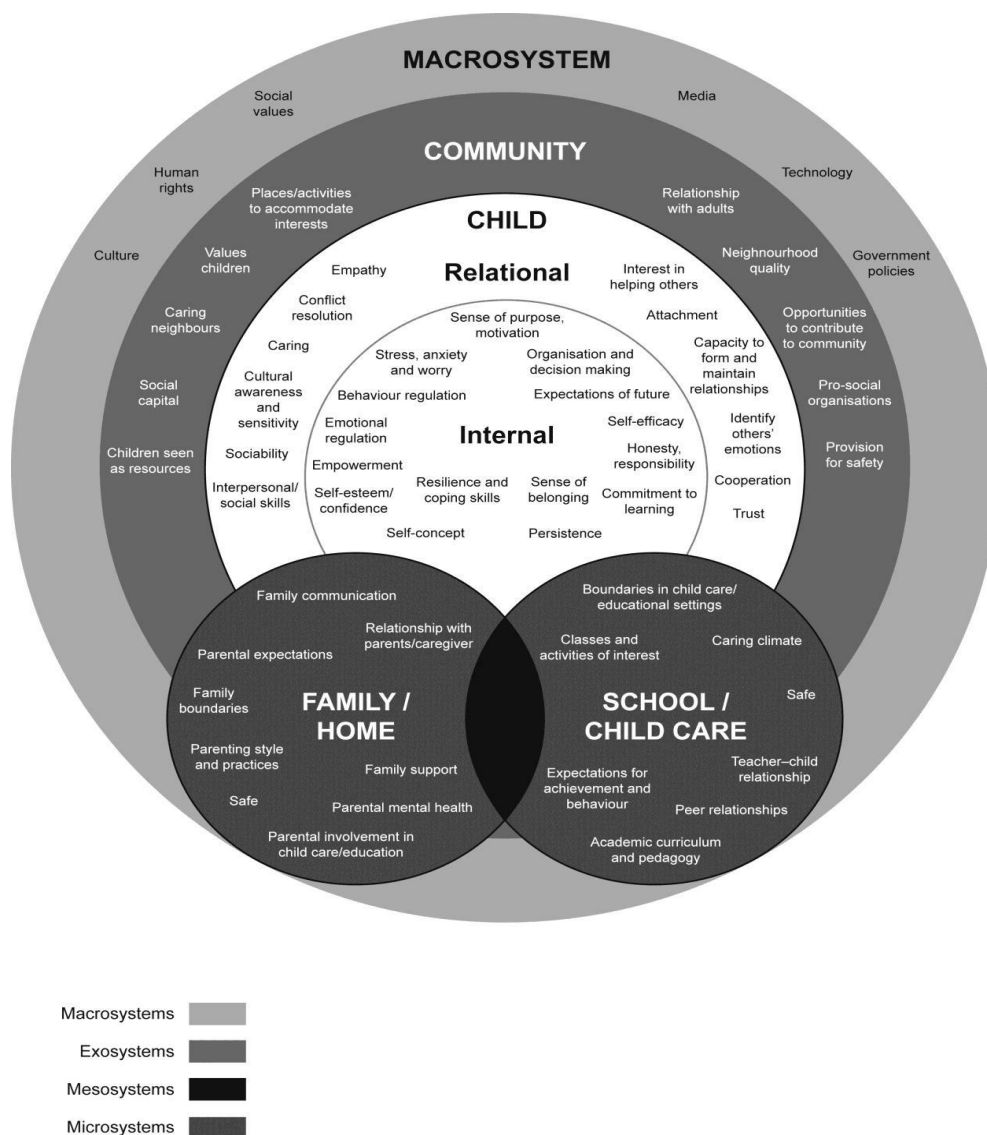 MACROSYSTEM
Social
values
Media
Human
rights
Technology
Culture
Government
policies
COMMUNITY
Places/activities
to accommodate
interests
Relationship
with adults
Values
children
Neighnourhood
quality
Caring
neighbours
Opportunities
to contribute
to community
Social
capital
Pro-social
organisations
Children seen
as resources
Provision
for safety
CHILD
Relational
Empathy
Interest in
helping others
Conflict
resolution
Attachment
Caring
Capacity to
form and
maintain
relationships
Cultural
awareness
and
sensitivity
Identify
others’
emotions
Sociability
Cooperation
Interpersonal/
social skills
Trust
Sense of purpose,
motivation
Stress, anxiety
and worry
Organisation and
decision making
Behaviour regulation
Expectations of future
Emotional
regulation
Internal
Self-efficacy
Empowerment
Honesty,
responsibility
Self-esteem/
confidence
Resilience and
coping skills
Sense of
belonging
Commitment to
learning
Self-concept
Persistence
Family communication
Relationship with
parents/caregiver
Parental expectations
Family
boundaries
FAMILY /
HOME
Parenting style
and practices
Family support
Safe
Parental mental health
Parental involvement in
child care/education
Boundaries in child care/
educational settings
Classes and
activities of interest
Caring climate
Safe
SCHOOL /
CHILD CARE
Teacher–child
relationship
Expectations for
achievement and
behaviour
Peer relationships
Academic curriculum
and pedagogy
Macrosystems
Exosystems
Mesosystems
Microsystems